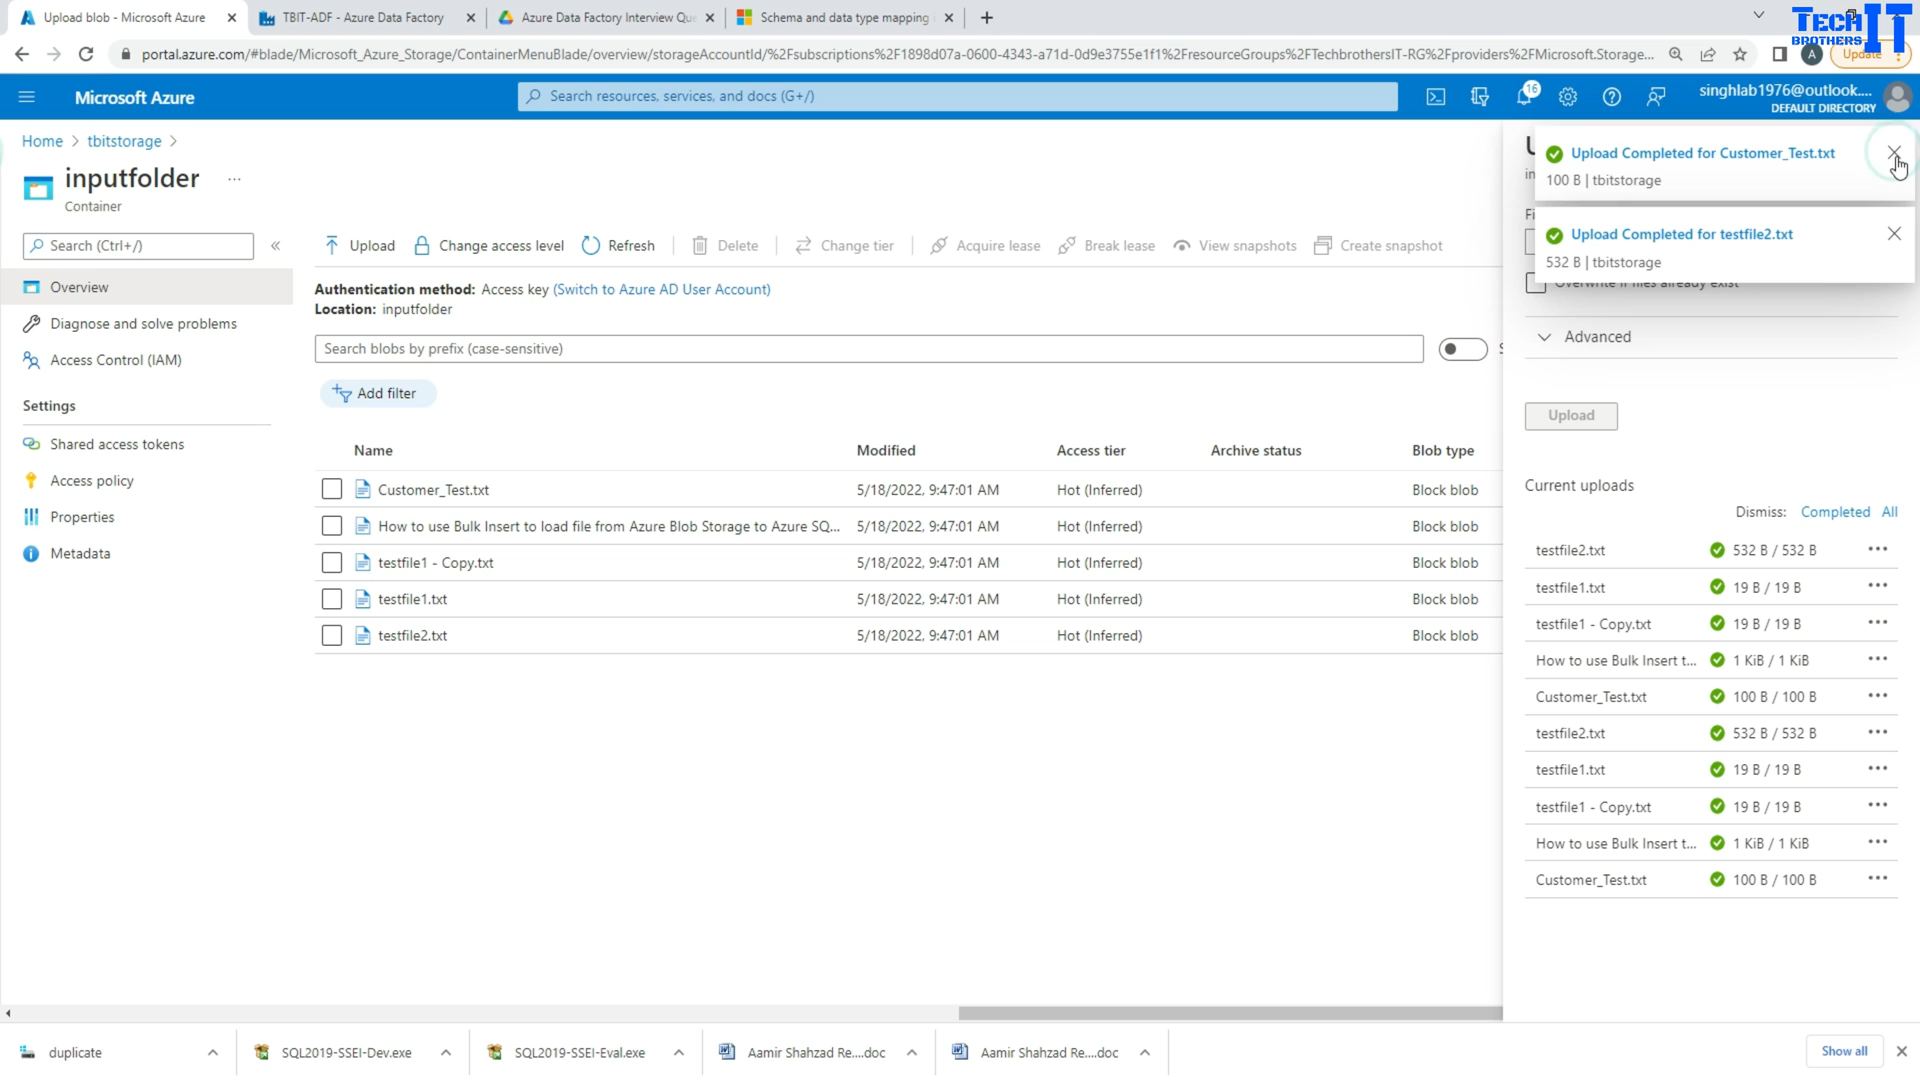 Upload blob - Microsoft Azure
TBIT-ADF - Azure Data Factory
Azure Data Factory Interview Que
Schema and data type mapping
TECH IT
BROTHERS
portal.azure.com/#blade/Microsoft_Azure_Storage/ContainerMenuBlade/overview/storageAccountId/%2Fsubscriptions%2F1898d07a-0600-4343-a71d-0d9e3755e1f1%2FresourceGroups%2FTechbrothersIT-RG%2Fproviders%2FMicrosoft.Storage...
A
Update
Microsoft Azure
Search resources, services, and docs (G+/)
16
singhlab1976@outlook....
DEFAULT DIRECTORY
Home > tbitstorage >
inputfolder ...
Container
Search (Ctrl+/)
Overview
Diagnose and solve problems
Access Control (IAM)
Settings
Shared access tokens
Access policy
Properties
Metadata
Upload
Change access level
Refresh
Delete
Change tier
Acquire lease
Break lease
View snapshots
Create snapshot
Authentication method: Access key (Switch to Azure AD User Account)
Location: inputfolder
Search blobs by prefix (case-sensitive)
Add filter
Name Modified Access tier Archive status Blob type
Customer_Test.txt 5/18/2022, 9:47:01 AM Hot (Inferred) Block blob
How to use Bulk Insert to load file from Azure Blob Storage to Azure SQ... 5/18/2022, 9:47:01 AM Hot (Inferred) Block blob
testfile1 - Copy.txt 5/18/2022, 9:47:01 AM Hot (Inferred) Block blob
testfile1.txt 5/18/2022, 9:47:01 AM Hot (Inferred) Block blob
testfile2.txt 5/18/2022, 9:47:01 AM Hot (Inferred) Block blob
Upload Completed for Customer_Test.txt
100 B | tbitstorage
Upload Completed for testfile2.txt
532 B | tbitstorage
Overwrite if files already exist
Advanced
Upload
Current uploads
Dismiss: Completed All
testfile2.txt 532 B / 532 B
testfile1.txt 19 B / 19 B
testfile1 - Copy.txt 19 B / 19 B
How to use Bulk Insert t... 1 KiB / 1 KiB
Customer_Test.txt 100 B / 100 B
testfile2.txt 532 B / 532 B
testfile1.txt 19 B / 19 B
testfile1 - Copy.txt 19 B / 19 B
How to use Bulk Insert t... 1 KiB / 1 KiB
Customer_Test.txt 100 B / 100 B
duplicate
SQL2019-SSEI-Dev.exe
SQL2019-SSEI-Eval.exe
Aamir Shahzad Re....doc
Aamir Shahzad Re....doc
Show all